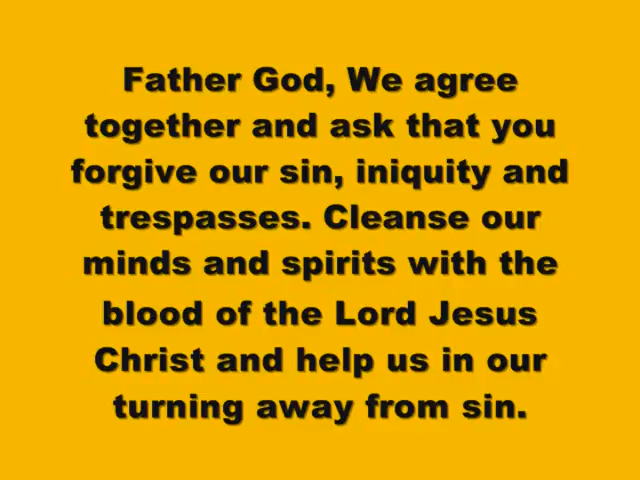 Father God, We agree
together and ask that you
forgive our sin, iniquity and
trespasses. Cleanse our
minds and spirits with the
blood of the Lord Jesus
Christ and help us in our
turning away from sin.